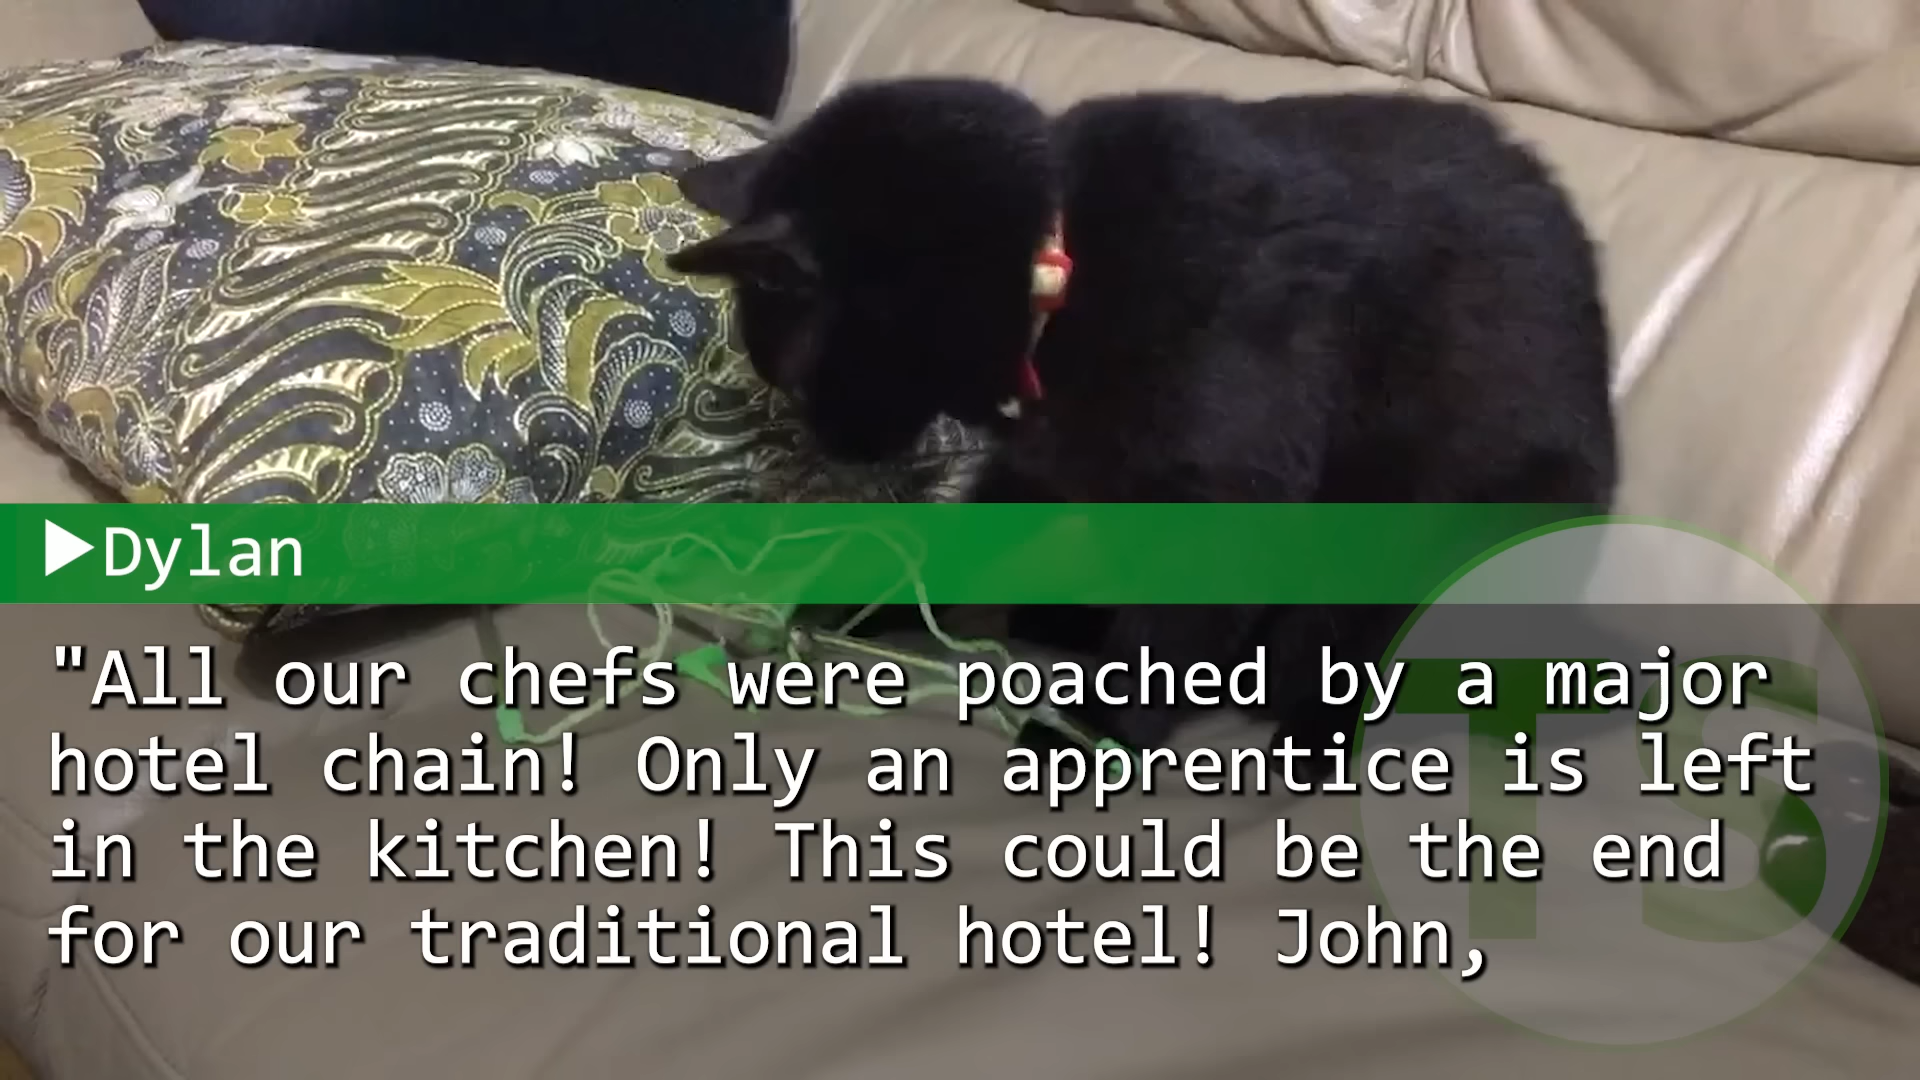 ▶Dylan
"All our chefs were poached by a major
hotel chain! Only an apprentice is left
in the kitchen! This could be the end
for our traditional hotel! John,
TS